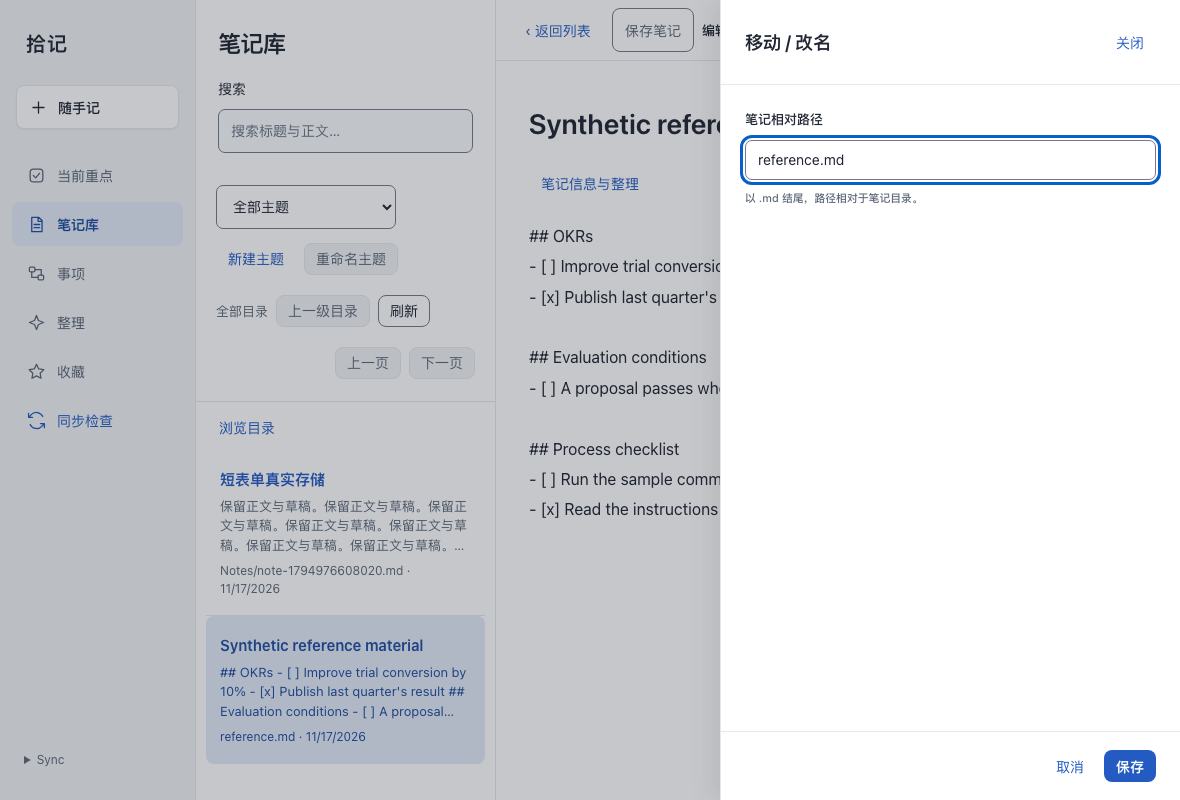 拾记
随手记
当前重点
笔记库
事项
整理
收藏
同步检查
Sync
笔记库
搜索
搜索标题与正文...
全部主题
新建主题
重命名主题
全部目录
上一级目录
刷新
上一页
下一页
浏览目录
短表单真实存储
保留正文与草稿。保留正文与草稿。保留正
文与草稿。保留正文与草稿。保留正文与草
稿。保留正文与草稿。保留正文与草稿。...
Notes/note-1794976608020.md ·
11/17/2026
Synthetic reference material
## OKRs - [ ] Improve trial conversion by
10% - [x] Publish last quarter's result ##
Evaluation conditions - [ ] A proposal...
reference.md · 11/17/2026
‹ 返回列表
保存笔记
Synthetic
笔记信息与整理
## OKRs
- [ ] Improve trial
- [x] Publish last quarter's
## Evaluation conditions
- [ ] A proposal passes
## Process checklist
- [ ] Run the sample
- [x] Read the instructions
移动 / 改名
关闭
笔记相对路径
reference.md
以 .md 结尾，路径相对于笔记目录。
取消
保存